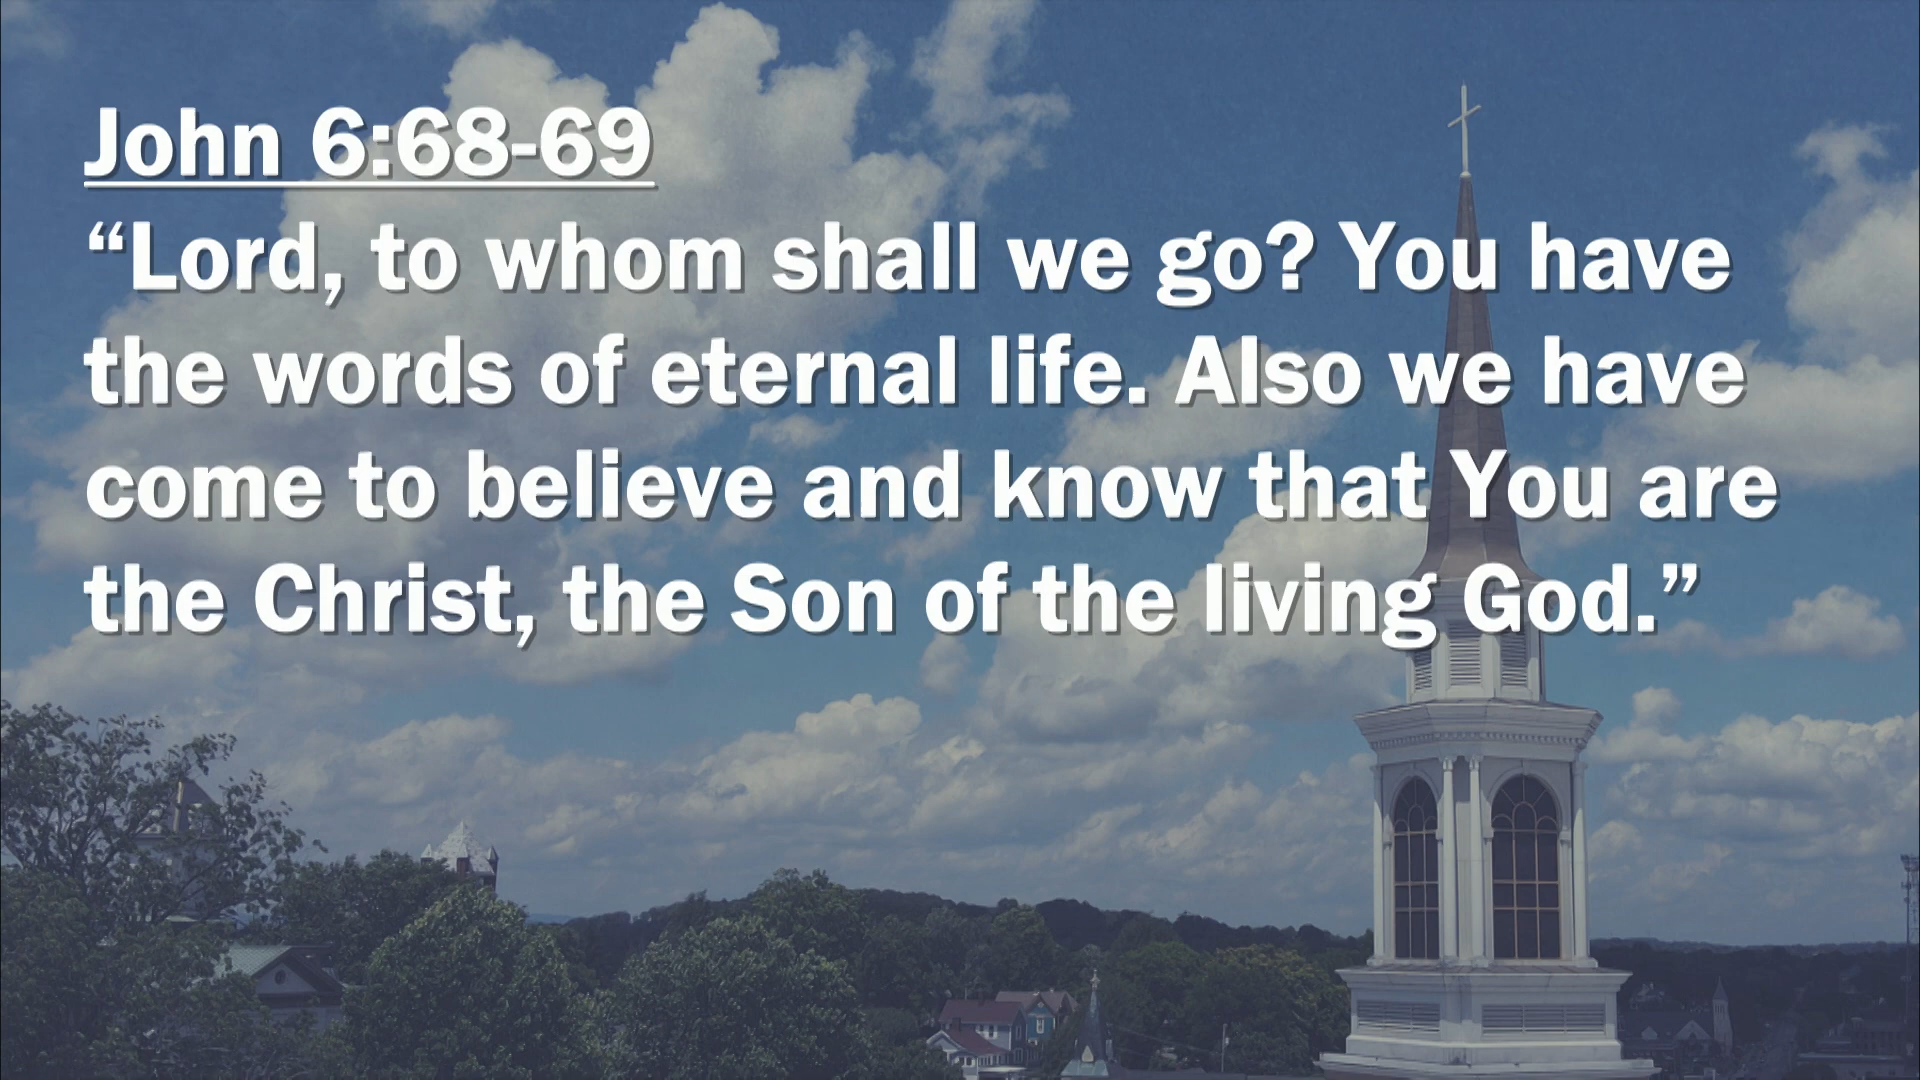 John 6:68-69
“Lord, to whom shall we go? You have
the words of eternal life. Also we have
come to believe and know that You are
the Christ, the Son of the living God.”